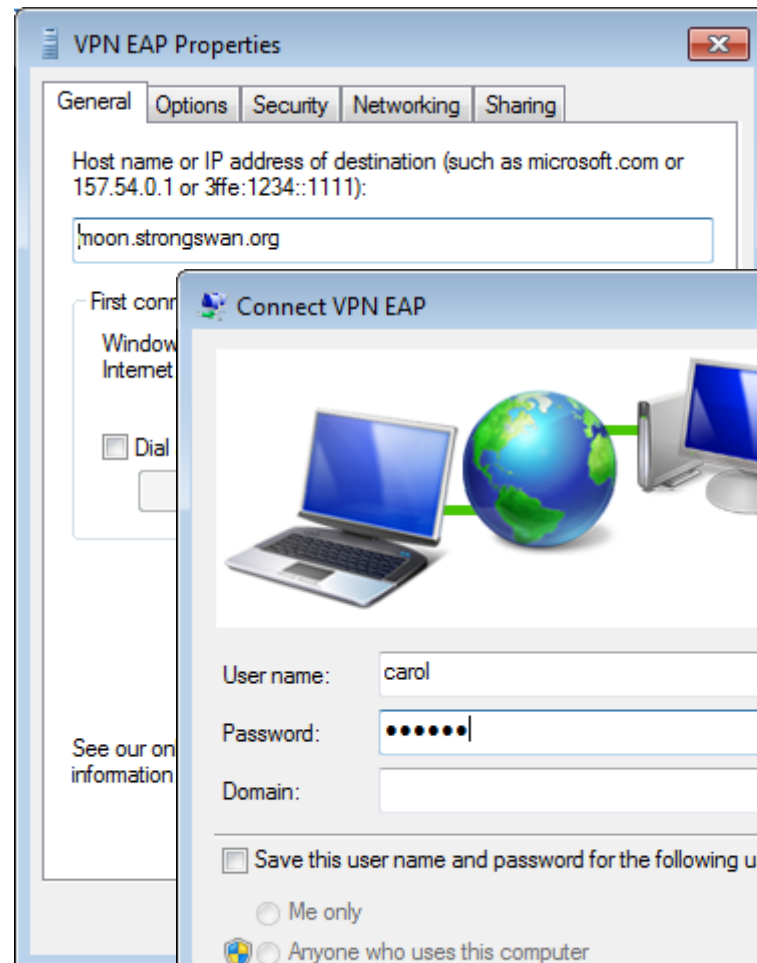 VPN EAP Properties
General Options Security Networking Sharing
Host name or IP address of destination (such as microsoft.com or
157.54.0.1 or 3ffe:1234::1111):
moon.strongswan.org
First
Internet
Dial
See our
information
Connect VPN EAP
User name: carol
Password: ••••••
Domain:
Save this user name and password for the following
Me only
Anyone who uses this computer